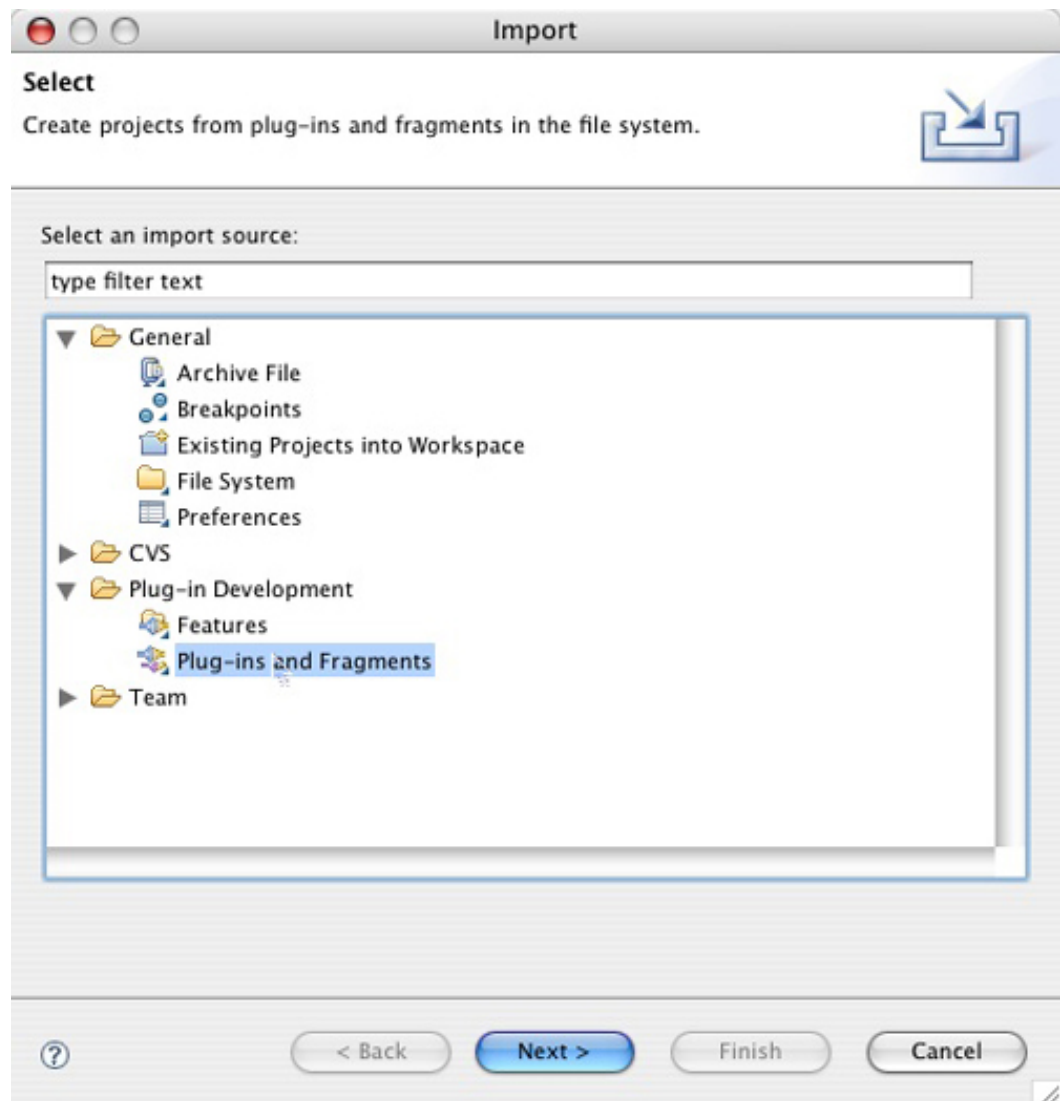 Import
Select
Create projects from plug-ins and fragments in the file system.
Select an import source:
type filter text
General
Archive File
Breakpoints
Existing Projects into Workspace
File System
Preferences
CVS
Plug-in Development
Features
Plug-ins and Fragments
Team
? < Back Next > Finish Cancel